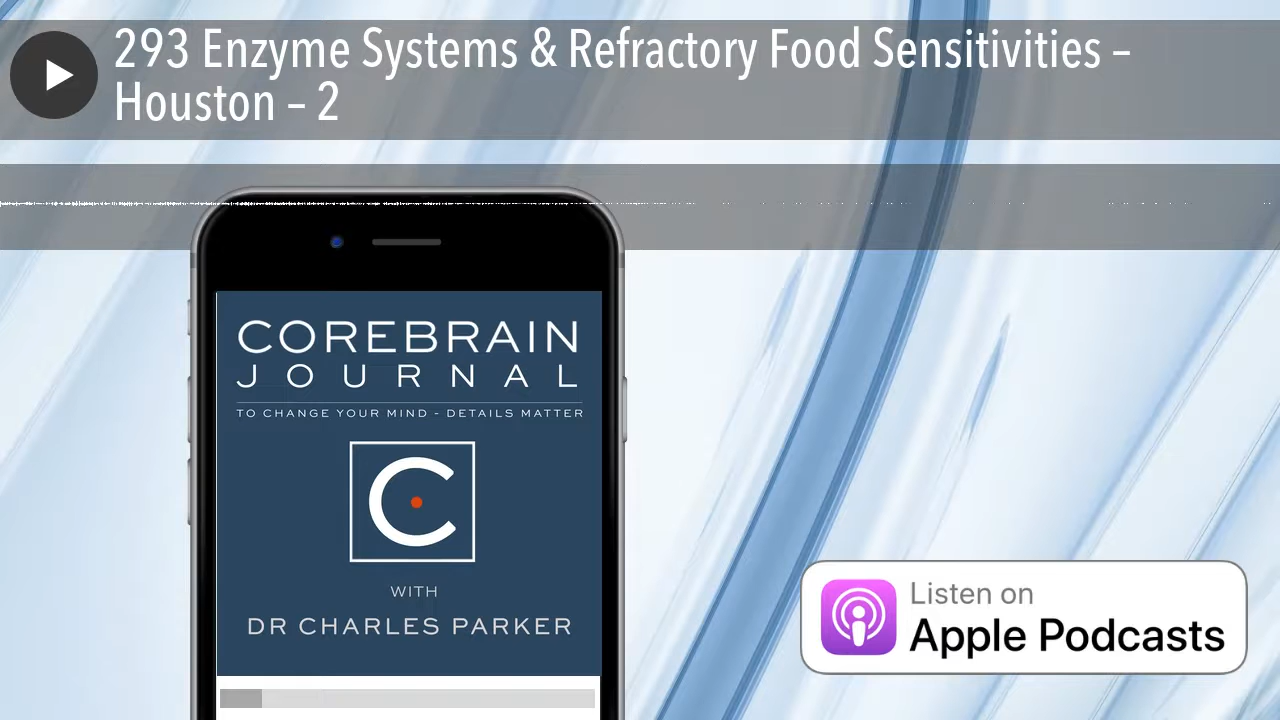 293 Enzyme Systems & Refractory Food Sensitivities –
Houston – 2
COREBRAIN
JOURNAL
TO CHANGE YOUR MIND - DETAILS MATTER
C
WITH
DR CHARLES PARKER
Listen on
Apple Podcasts